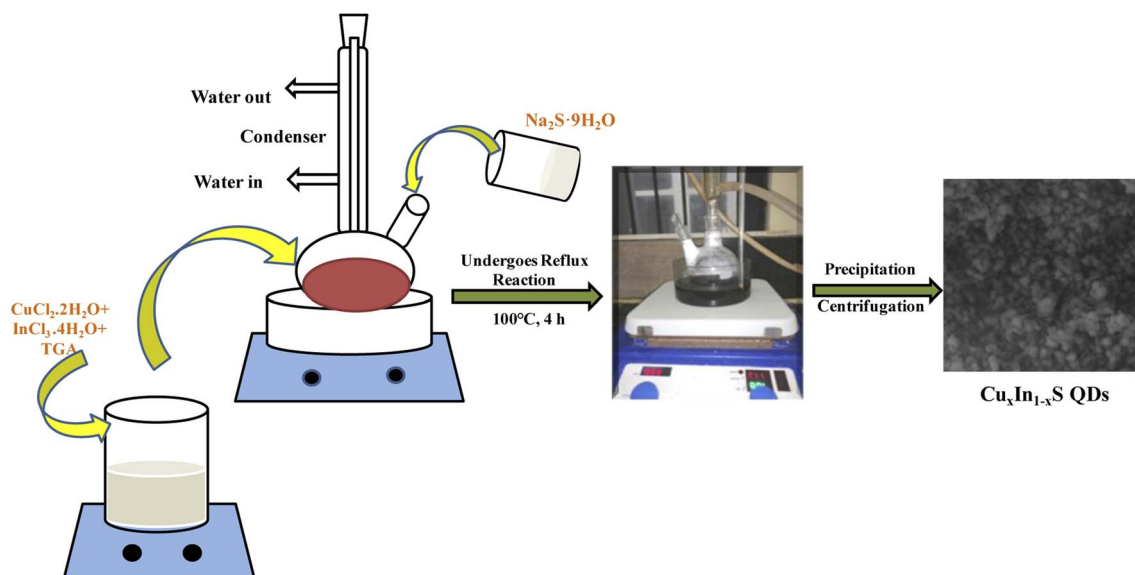 Water out
Condenser
Water in
Na₂S·9H₂O
CuCl₂.2H₂O+
InCl₃.4H₂O+
TGA
Undergoes Reflux
Reaction
100°C, 4 h
Precipitation
Centrifugation
CuₓIn₁₋ₓS QDs